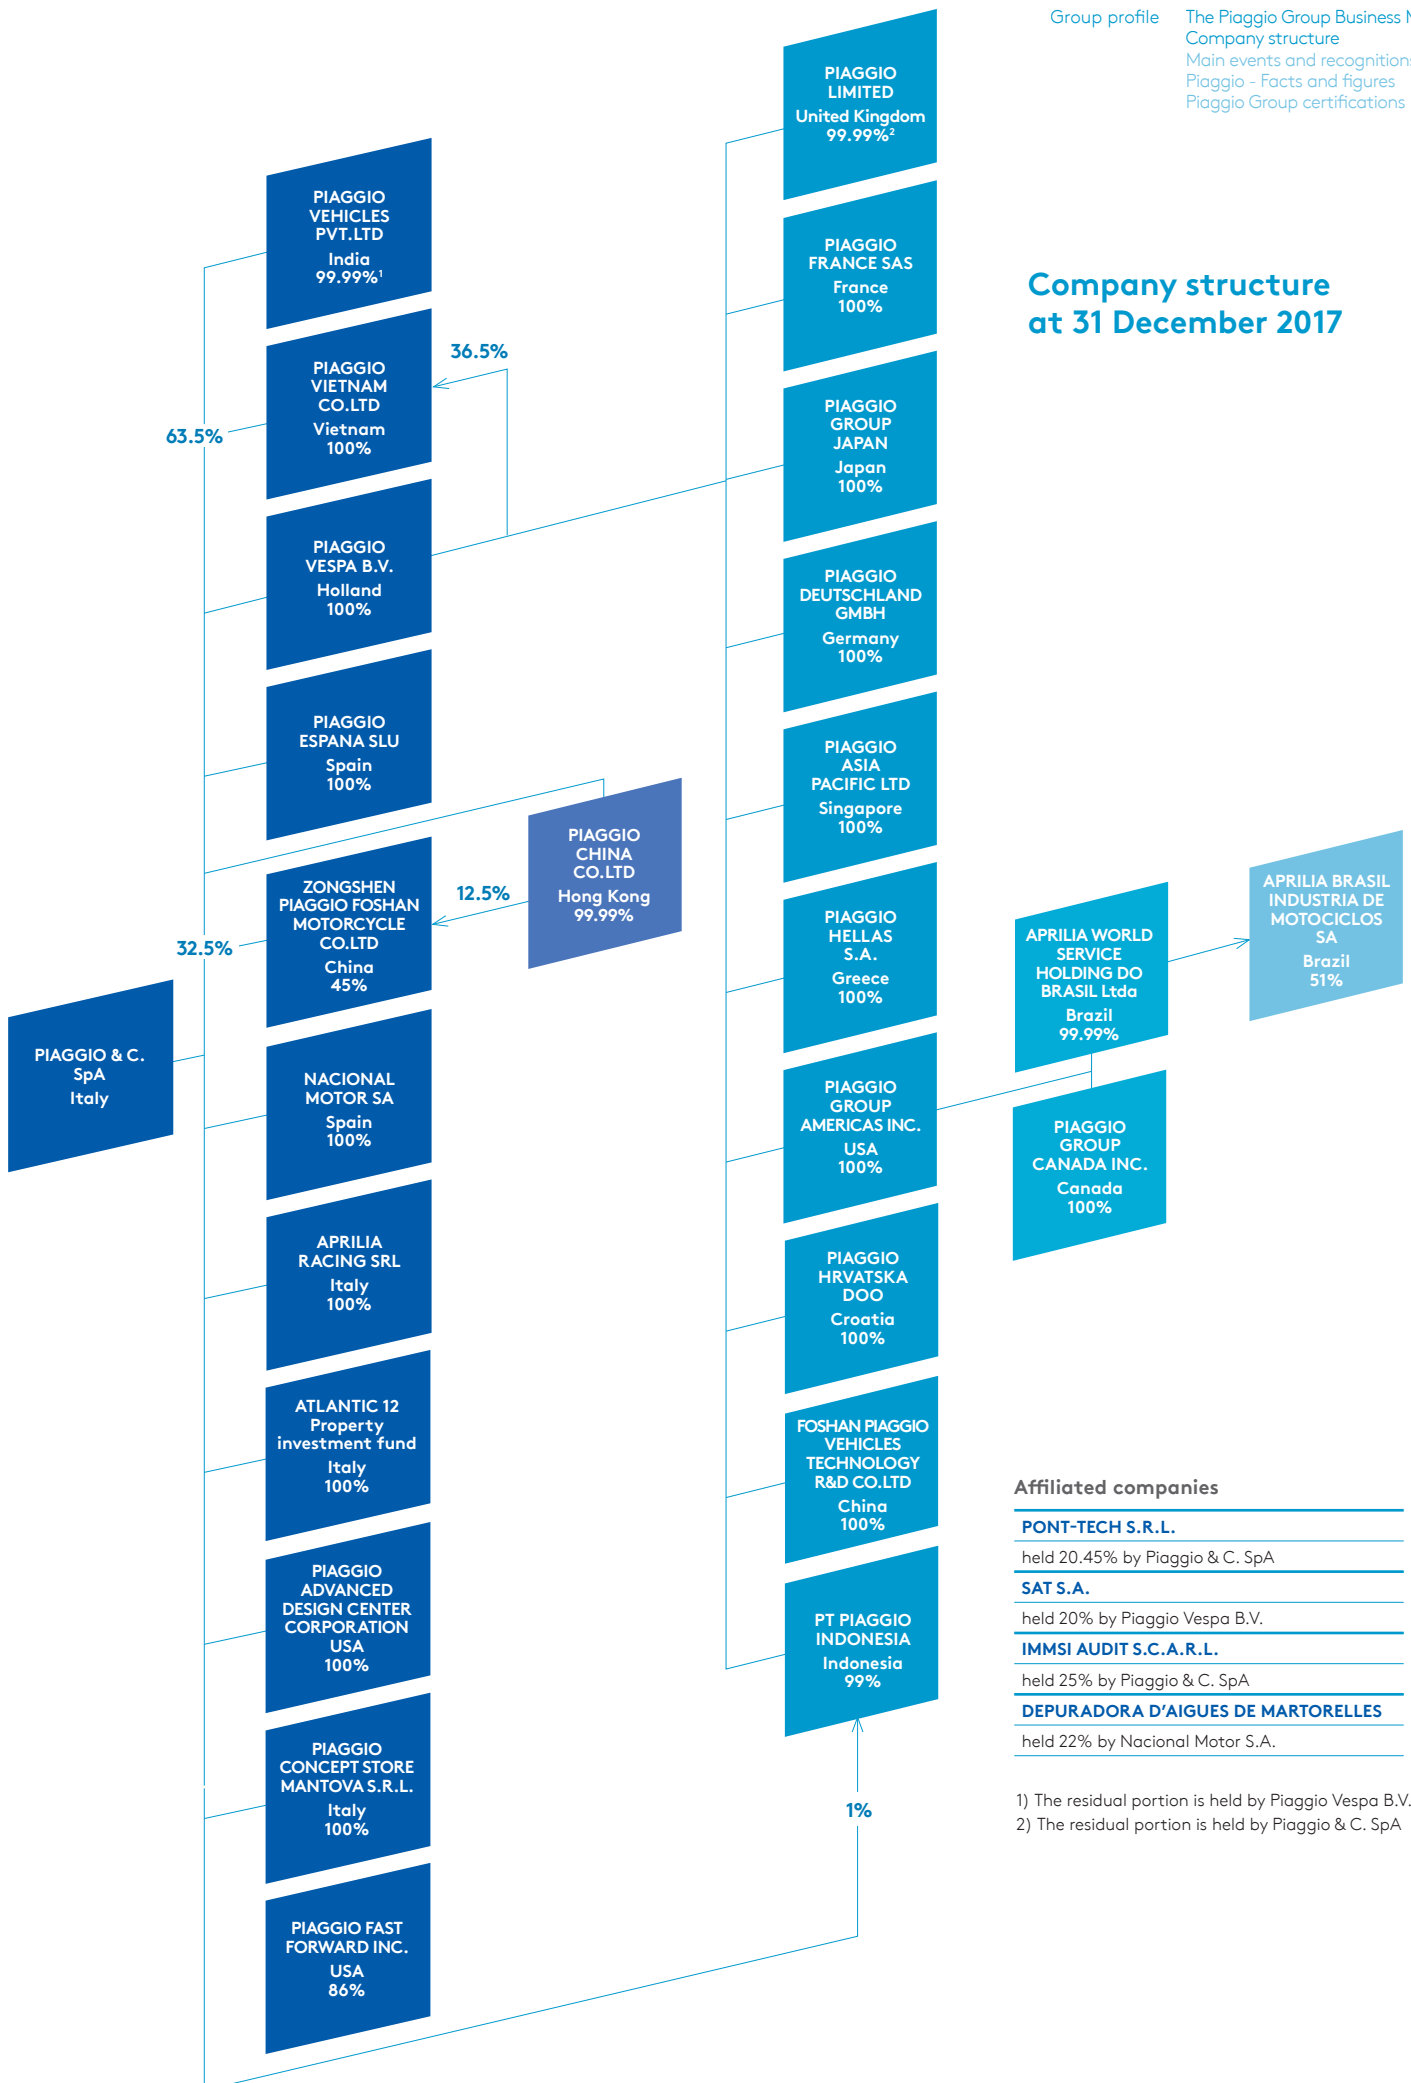 Group profile
The Piaggio Group Business M
Company structure
Main events and recognitions
Piaggio - Facts and figures
Piaggio Group certifications
Company structure
at 31 December 2017
PIAGGIO
VEHICLES
PVT.LTD
India
99.99%1
PIAGGIO
VIETNAM
CO.LTD
Vietnam
100%
36.5%
63.5%
PIAGGIO
VESPA B.V.
Holland
100%
PIAGGIO
ESPANA SLU
Spain
100%
PIAGGIO
CHINA
CO.LTD
Hong Kong
99.99%
12.5%
ZONGSHEN
PIAGGIO FOSHAN
MOTORCYCLE
CO.LTD
China
45%
32.5%
PIAGGIO & C.
SpA
Italy
NACIONAL
MOTOR SA
Spain
100%
APRILIA
RACING SRL
Italy
100%
ATLANTIC 12
Property
investment fund
Italy
100%
PIAGGIO
ADVANCED
DESIGN CENTER
CORPORATION
USA
100%
PIAGGIO
CONCEPT STORE
MANTOVA S.R.L.
Italy
100%
PIAGGIO FAST
FORWARD INC.
USA
86%
PIAGGIO
LIMITED
United Kingdom
99.99%2
PIAGGIO
FRANCE SAS
France
100%
PIAGGIO
GROUP
JAPAN
Japan
100%
PIAGGIO
DEUTSCHLAND
GMBH
Germany
100%
PIAGGIO
ASIA
PACIFIC LTD
Singapore
100%
PIAGGIO
HELLAS
S.A.
Greece
100%
PIAGGIO
GROUP
AMERICAS INC.
USA
100%
PIAGGIO
HRVATSKA
DOO
Croatia
100%
FOSHAN PIAGGIO
VEHICLES
TECHNOLOGY
R&D CO.LTD
China
100%
PT PIAGGIO
INDONESIA
Indonesia
99%
1%
APRILIA WORLD
SERVICE
HOLDING DO
BRASIL Ltda
Brazil
99.99%
APRILIA BRASIL
INDUSTRIA DE
MOTOCICLOS
SA
Brazil
51%
PIAGGIO
GROUP
CANADA INC.
Canada
100%
Affiliated companies
PONT-TECH S.R.L.
held 20.45% by Piaggio & C. SpA
SAT S.A.
held 20% by Piaggio Vespa B.V.
IMMSI AUDIT S.C.A.R.L.
held 25% by Piaggio & C. SpA
DEPURADORA D'AIGUES DE MARTORELLES
held 22% by Nacional Motor S.A.
1) The residual portion is held by Piaggio Vespa B.V.
2) The residual portion is held by Piaggio & C. SpA